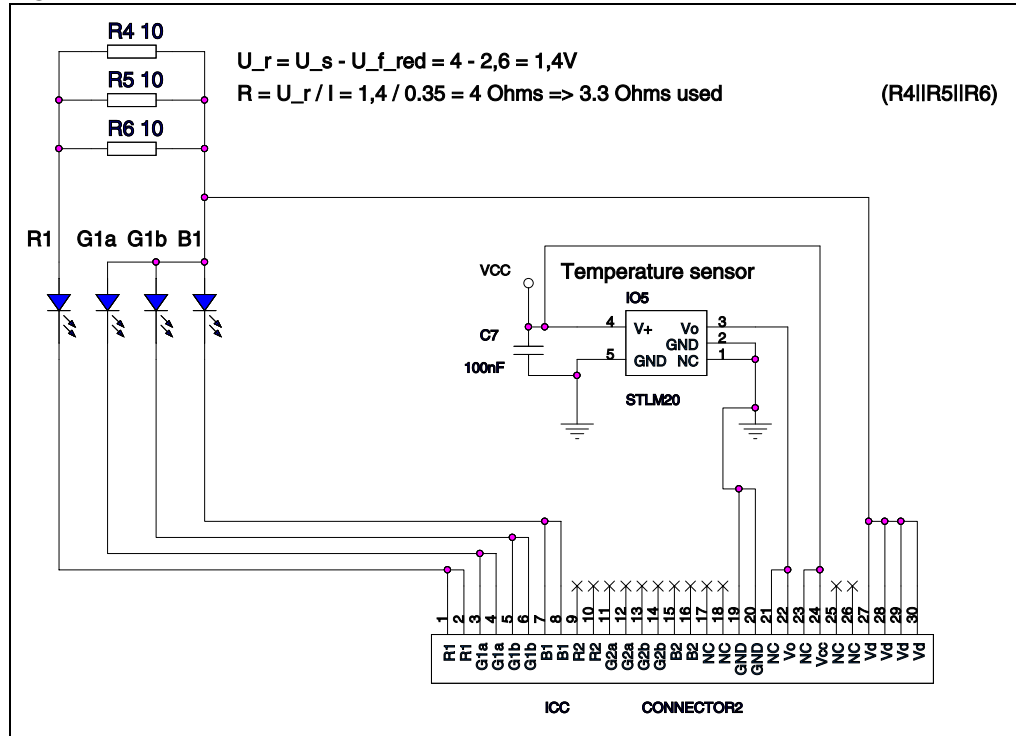 R4 10
U_r = U_s - U_f_red = 4 - 2,6 = 1,4V
R5 10
R = U_r / I = 1,4 / 0.35 = 4 Ohms => 3.3 Ohms used (R4||R5||R6)
R6 10
R1 G1a G1b B1
VCC Temperature sensor
IO5
4 V+ Vo 3
C7 GND 2
100nF 5 GND NC 1
STLM20
1 2 3 4 5 6 7 8 9 10 11 12 13 14 15 16 17 18 19 20 21 22 23 24 25 26 27 28 29 30
R1 R1 G1a G1a G1b G1b B1 B1 R2 R2 G2a G2a G2b G2b B2 B2 NC NC GND GND NC Vo NC Vcc NC NC Vd Vd Vd Vd
ICC CONNECTOR2